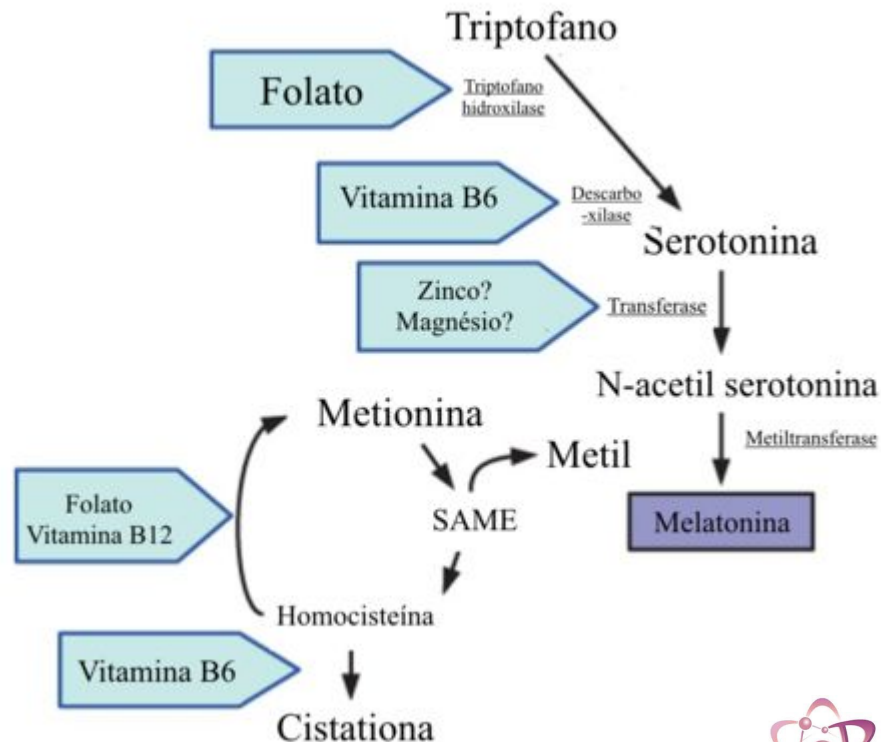 Triptofano
Folato
Triptofano
hidroxilase
Vitamina B6
Descarbo
-xilase
Serotonina
Zinco?
Magnésio?
Transferase
N-acetil serotonina
Metionina
Metiltransferase
Metil
Folato
Vitamina B12
SAME
Melatonina
Homocisteína
Vitamina B6
Cistationa